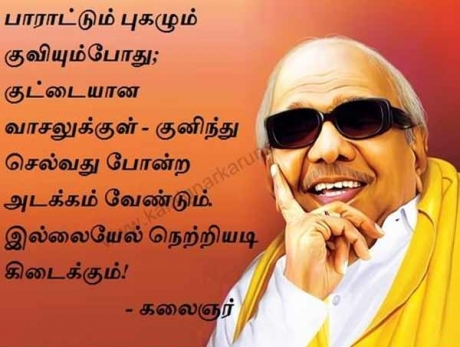 பாராட்டும் புகழும்
குவியும்போது;
குட்டையான
வாசலுக்குள் - குனிந்து
செல்வது போன்ற
அடக்கம் வேண்டும்.
இல்லையேல் நெற்றியடி
கிடைக்கும்!
- கலைஞர்